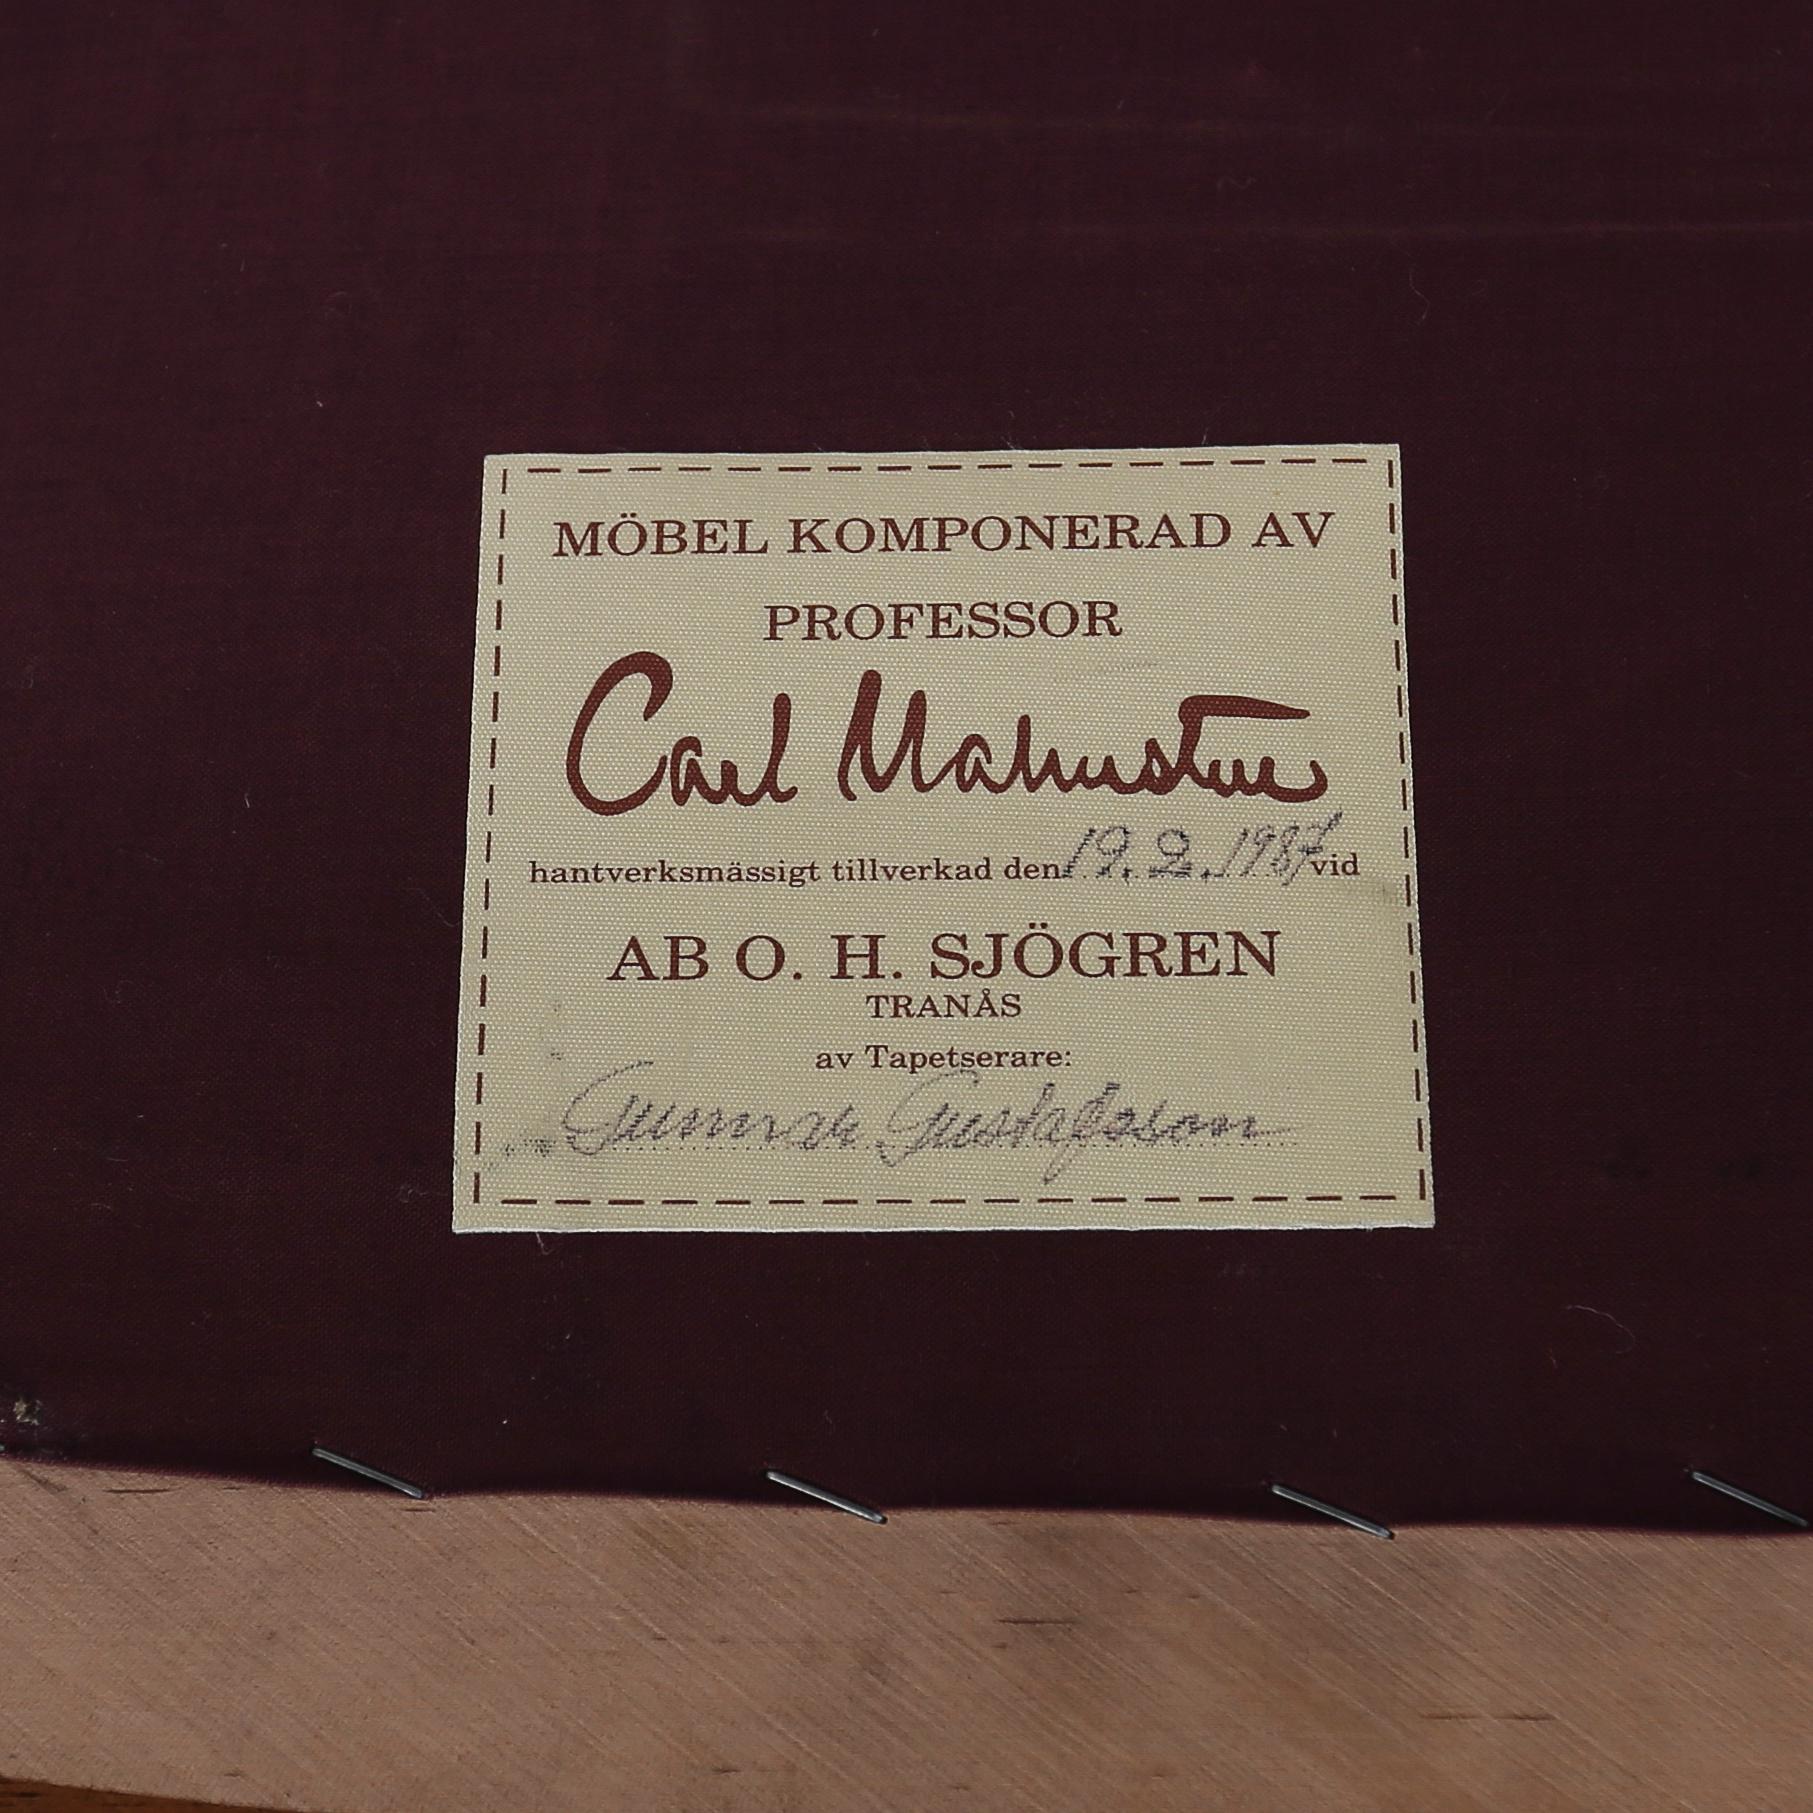 MÖBEL KOMPONERAD AV
PROFESSOR
Carl Malmsten
hantverksmässigt tillverkad den 19.2.1987 vid
AB O. H. SJÖGREN
TRANÅS
av Tapetserare:
Gunnar Gustafsson